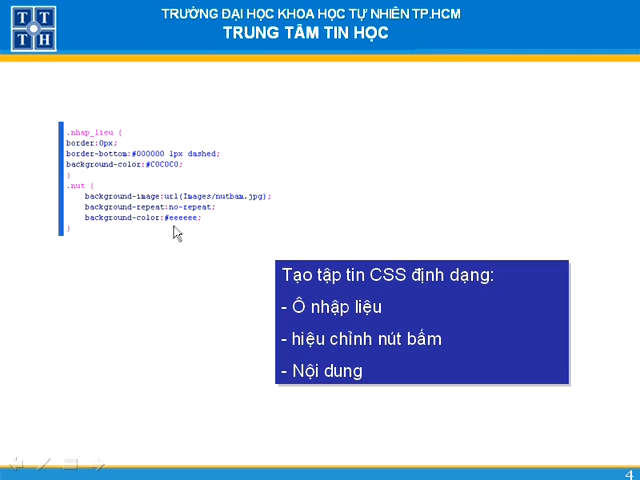 TRƯỜNG ĐẠI HỌC KHOA HỌC TỰ NHIÊN TP.HCM
TRUNG TÂM TIN HỌC
T T
T H
.nhap_lieu {
border:0px;
border-bottom:#000000 1px dashed;
background-color:#C0C0C0;
}
.nut {
background-image:url(Images/nutbam.jpg);
background-repeat:no-repeat;
background-color:#eeeeee;
}
Tạo tập tin CSS định dạng:
- Ô nhập liệu
- hiệu chỉnh nút bấm
- Nội dung
4